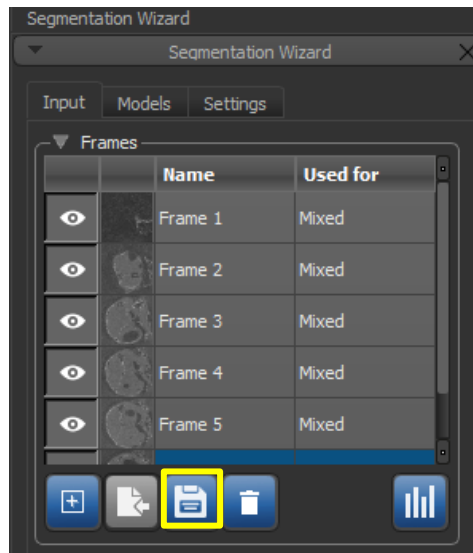 Segmentation Wizard
Segmentation Wizard
Input Models Settings
Frames
Name Used for
Frame 1 Mixed
Frame 2 Mixed
Frame 3 Mixed
Frame 4 Mixed
Frame 5 Mixed